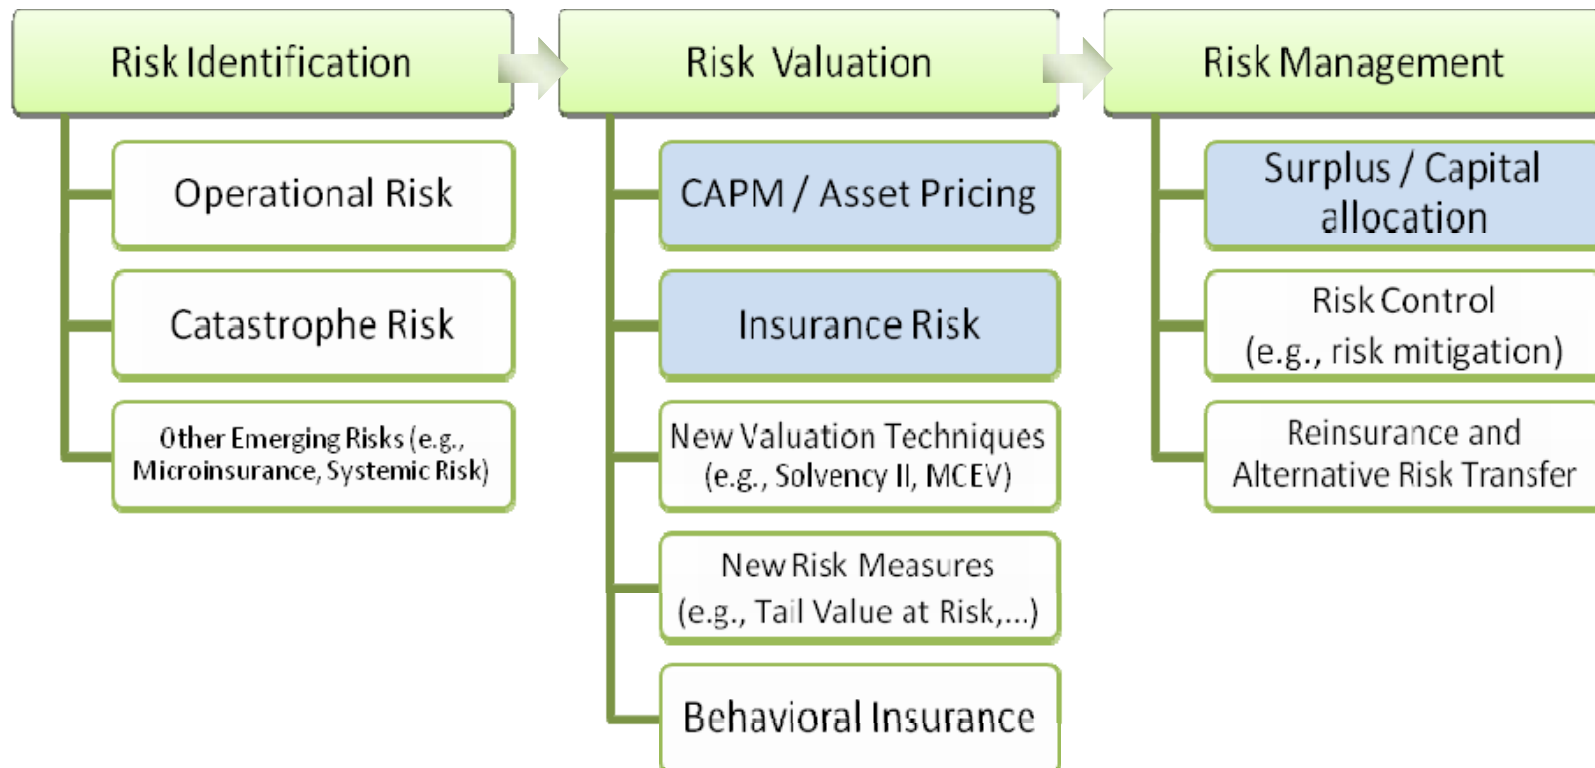 Risk Identification
Operational Risk
Catastrophe Risk
Other Emerging Risks (e.g.,
Microinsurance, Systemic Risk)
Risk Valuation
CAPM / Asset Pricing
Insurance Risk
New Valuation Techniques
(e.g., Solvency II, MCEV)
New Risk Measures
(e.g., Tail Value at Risk,...)
Behavioral Insurance
Risk Management
Surplus / Capital
allocation
Risk Control
(e.g., risk mitigation)
Reinsurance and
Alternative Risk Transfer